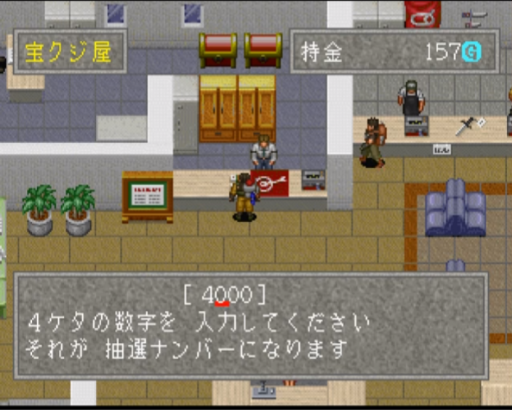 宝クジ屋
持金 157G
[ 4000]
4ケタの数字を 入力してください
それが 抽選ナンバーになります